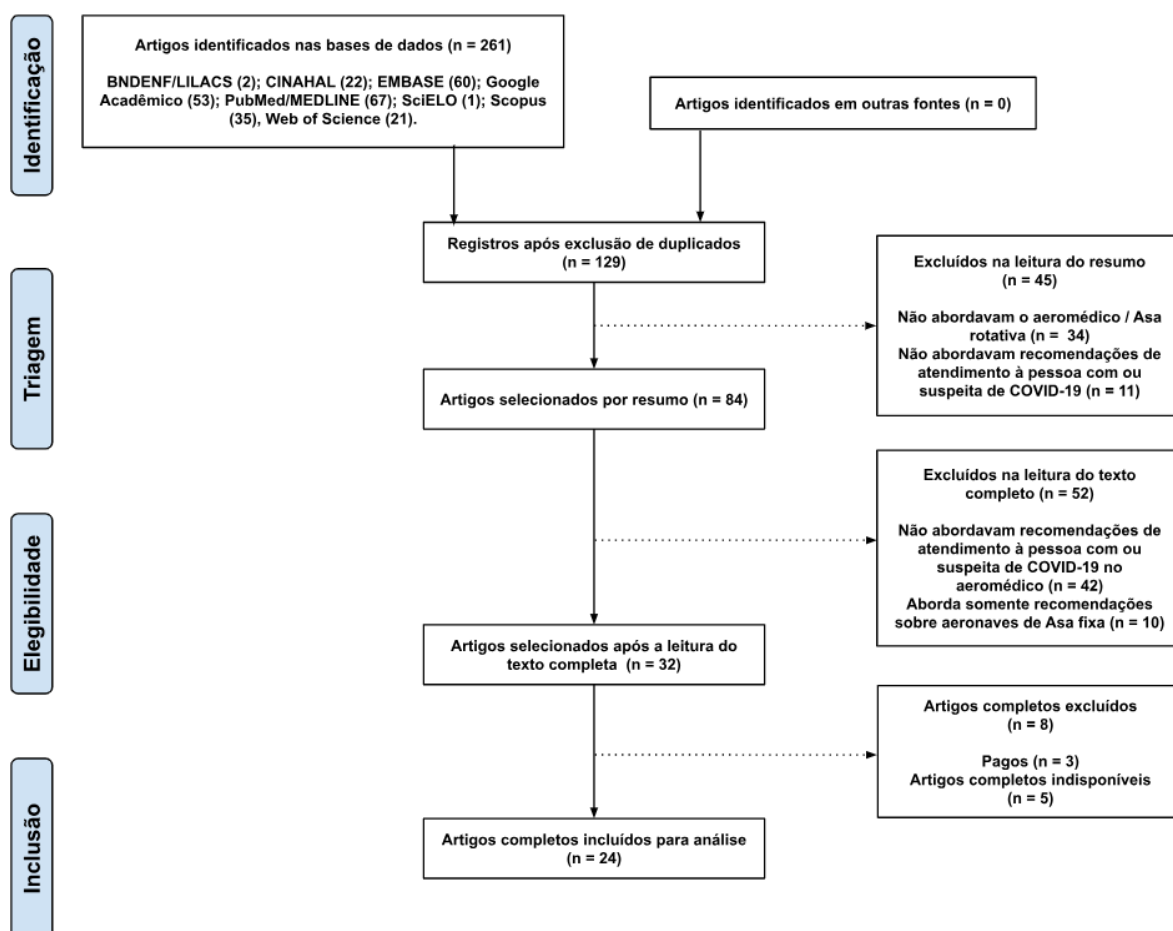 Identificação
Artigos identificados nas bases de dados (n = 261)
BNDENF/LILACS (2); CINAHAL (22); EMBASE (60); Google
Acadêmico (53); PubMed/MEDLINE (67); SciELO (1); Scopus
(35), Web of Science (21).
Artigos identificados em outras fontes (n = 0)
Registros após exclusão de duplicados
(n = 129)
Triagem
Excluídos na leitura do resumo
(n = 45)
Não abordavam o aeromédico / Asa
rotativa (n = 34)
Não abordavam recomendações de
atendimento à pessoa com ou
suspeita de COVID-19 (n = 11)
Artigos selecionados por resumo (n = 84)
Elegibilidade
Excluídos na leitura do texto
completo (n = 52)
Não abordavam recomendações de
atendimento à pessoa com ou
suspeita de COVID-19 no
aeromédico (n = 42)
Aborda somente recomendações
sobre aeronaves de Asa fixa (n = 10)
Artigos selecionados após a leitura do
texto completa (n = 32)
Inclusão
Artigos completos excluídos
(n = 8)
Pagos (n = 3)
Artigos completos indisponíveis
(n = 5)
Artigos completos incluídos para análise
(n = 24)